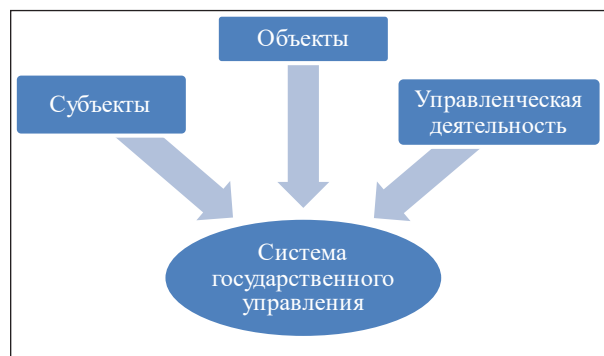 Объекты
Субъекты
Управленческая
деятельность
Система
государственного
управления